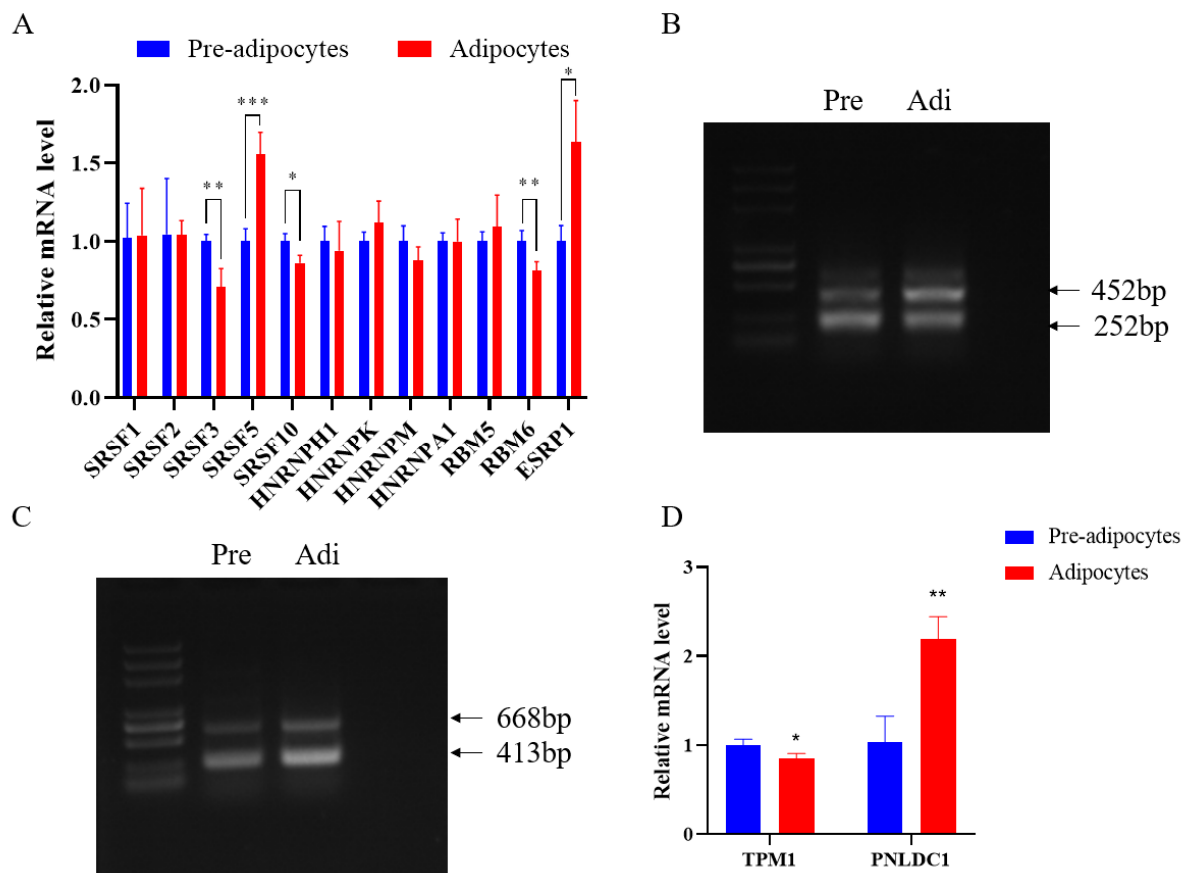 A
Pre-adipocytes
Adipocytes
Relative mRNA level
2.0
1.5
1.0
0.5
0.0
***
**
*
**
*
SRSF1
SRSF2
SRSF3
SRSF5
SRSF10
HNRNPH1
HNRNPK
HNRNPM
HNRNPA1
RBM5
RBM6
ESRP1
B
Pre Adi
452bp
252bp
C
Pre Adi
668bp
413bp
D
Pre-adipocytes
Adipocytes
Relative mRNA level
3
2
1
0
*
**
TPM1
PNLDC1